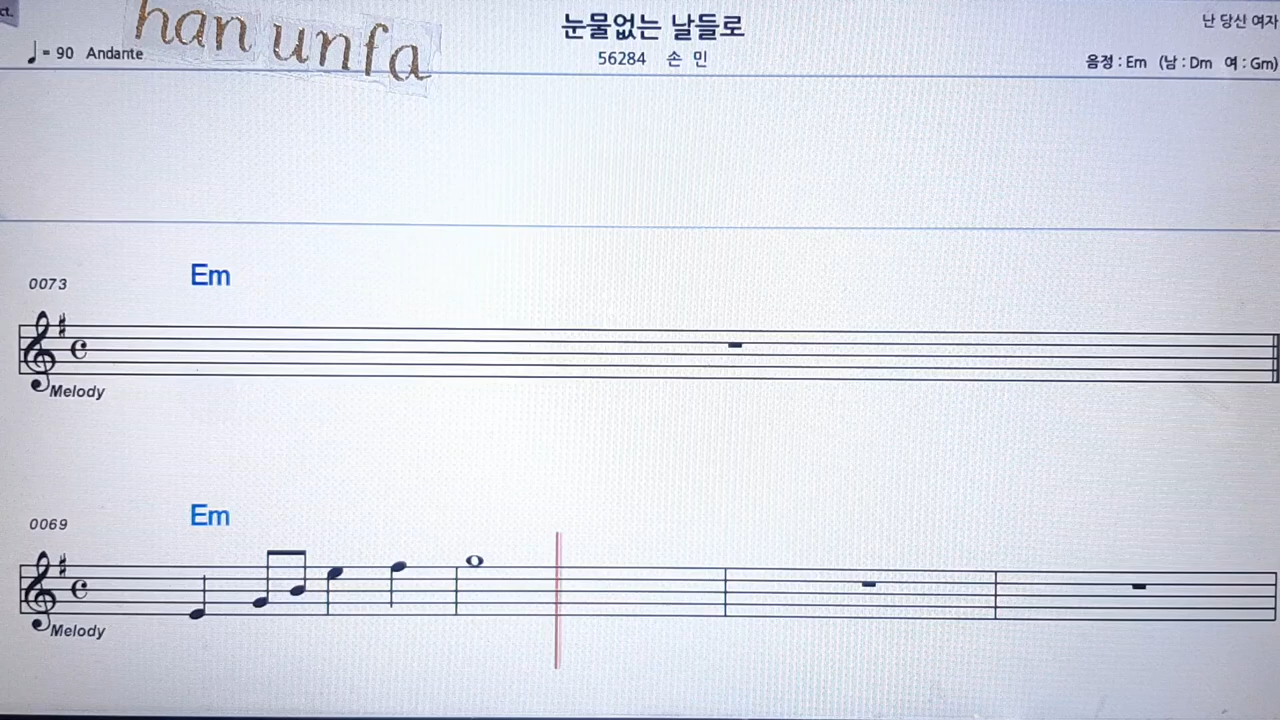 ct.
han unfa
눈물없는 날들로
난 당신 여자
♩= 90 Andante
56284 손 민
음정 : Em (남 : Dm 여 : Gm)
0073
Em
Melody
0069
Em
Melody